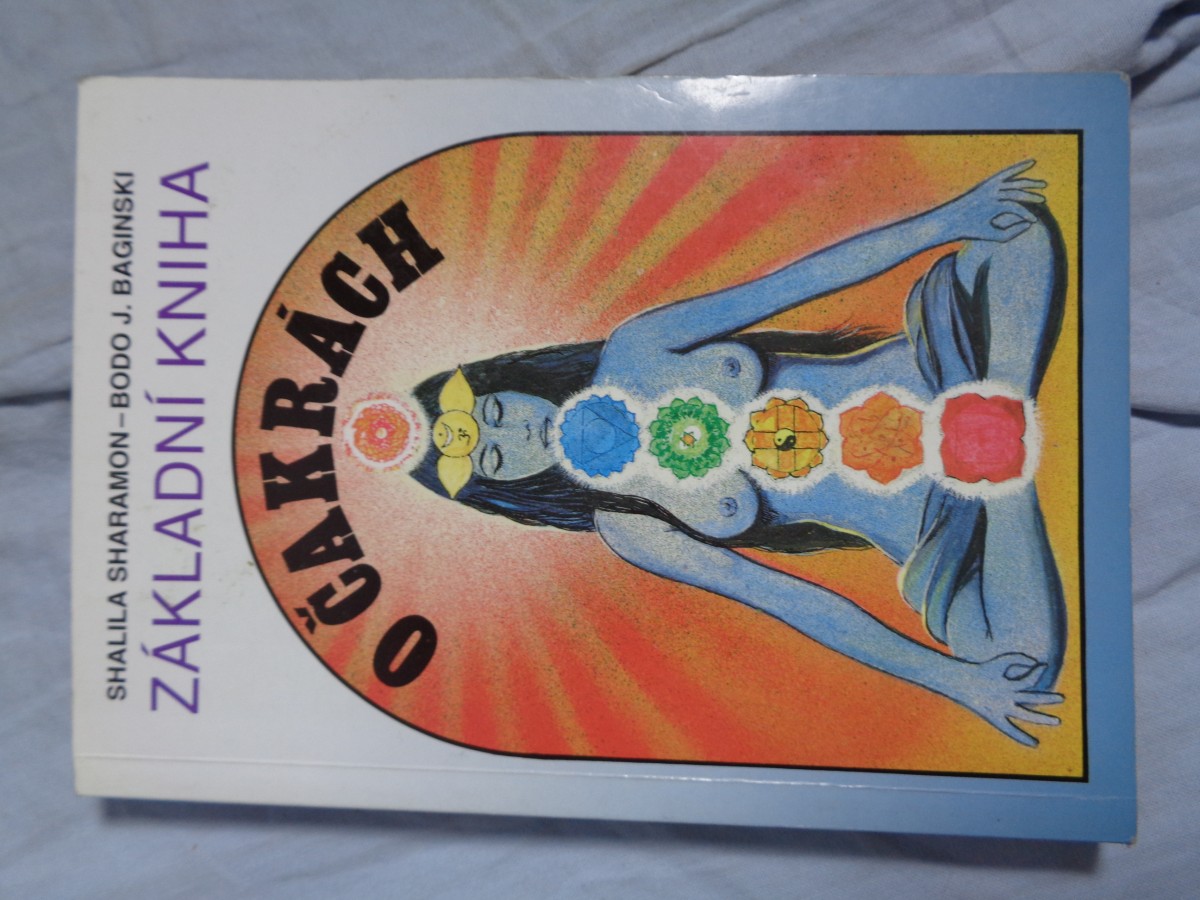 SHALILA SHARAMON–BODO J. BAGINSKI
ZÁKLADNÍ KNIHA
O ČAKRÁCH
ॐ